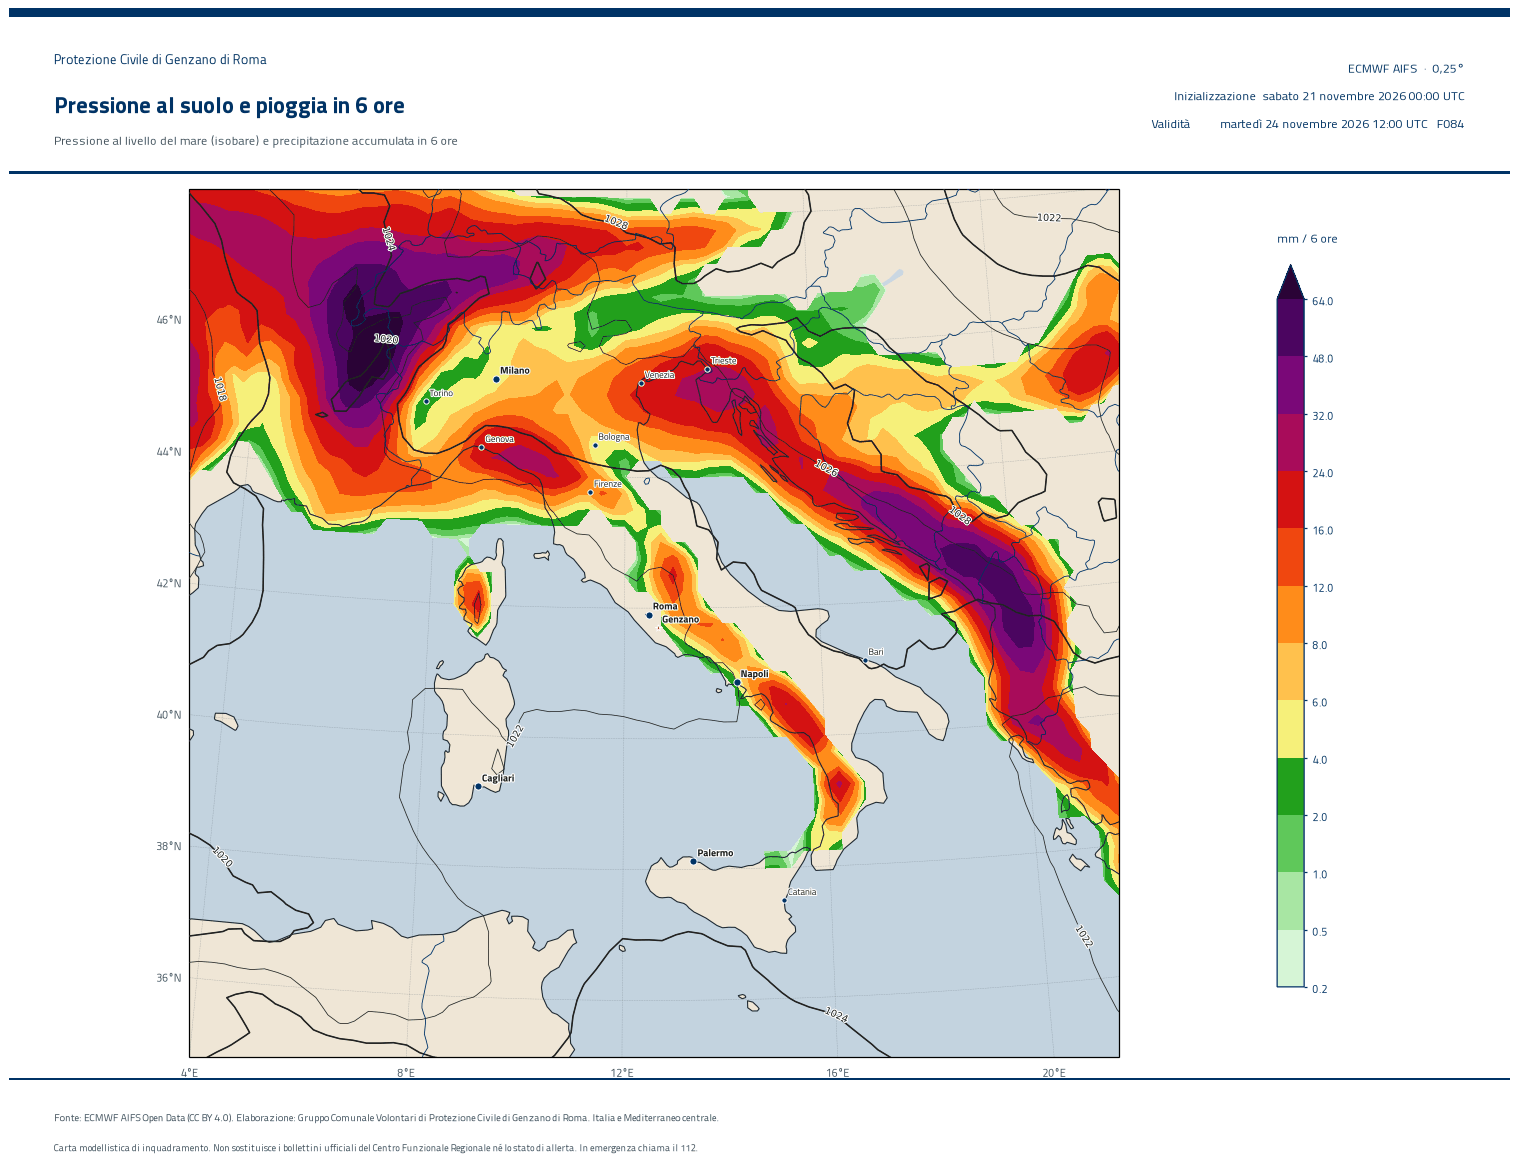 Protezione Civile di Genzano di Roma
Pressione al suolo e pioggia in 6 ore
Pressione al livello del mare (isobare) e precipitazione accumulata in 6 ore
ECMWF AIFS · 0,25°
Inizializzazione sabato 21 novembre 2026 00:00 UTC
Validità martedì 24 novembre 2026 12:00 UTC F084
mm / 6 ore
64.0
48.0
32.0
24.0
16.0
12.0
8.0
6.0
4.0
2.0
1.0
0.5
0.2
46°N
44°N
42°N
40°N
38°N
36°N
4°E
8°E
12°E
16°E
20°E
1028
1022
1024
1020
1018
1026
1028
1022
1020
1022
1024
Milano
Torino
Trieste
Venezia
Genova
Bologna
Firenze
Roma
Genzano
Napoli
Bari
Cagliari
Palermo
Catania
Fonte: ECMWF AIFS Open Data (CC BY 4.0). Elaborazione: Gruppo Comunale Volontari di Protezione Civile di Genzano di Roma. Italia e Mediterraneo centrale.
Carta modellistica di inquadramento. Non sostituisce i bollettini ufficiali del Centro Funzionale Regionale né lo stato di allerta. In emergenza chiama il 112.